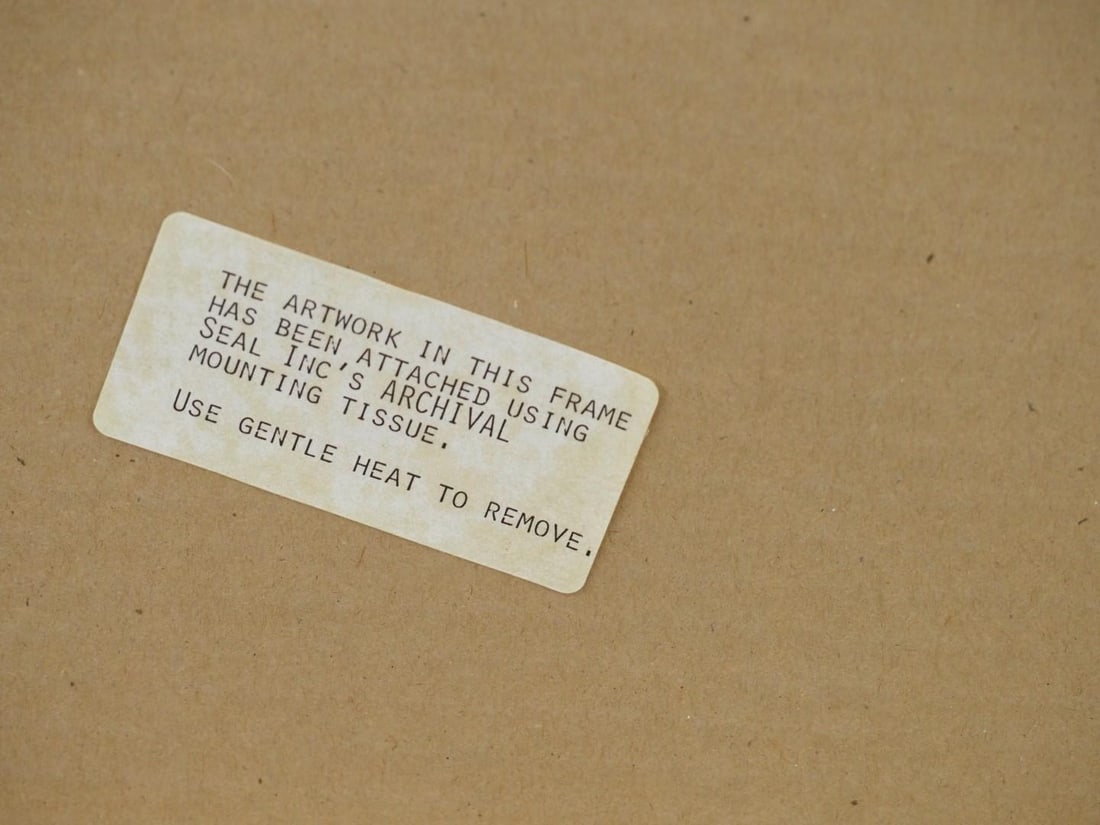 THE ARTWORK IN THIS FRAME
HAS BEEN ATTACHED USING
SEAL INC'S ARCHIVAL
MOUNTING TISSUE.
USE GENTLE HEAT TO REMOVE.